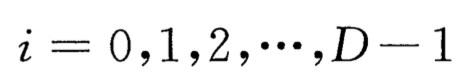 i = 0,1,2,⋯,D－1